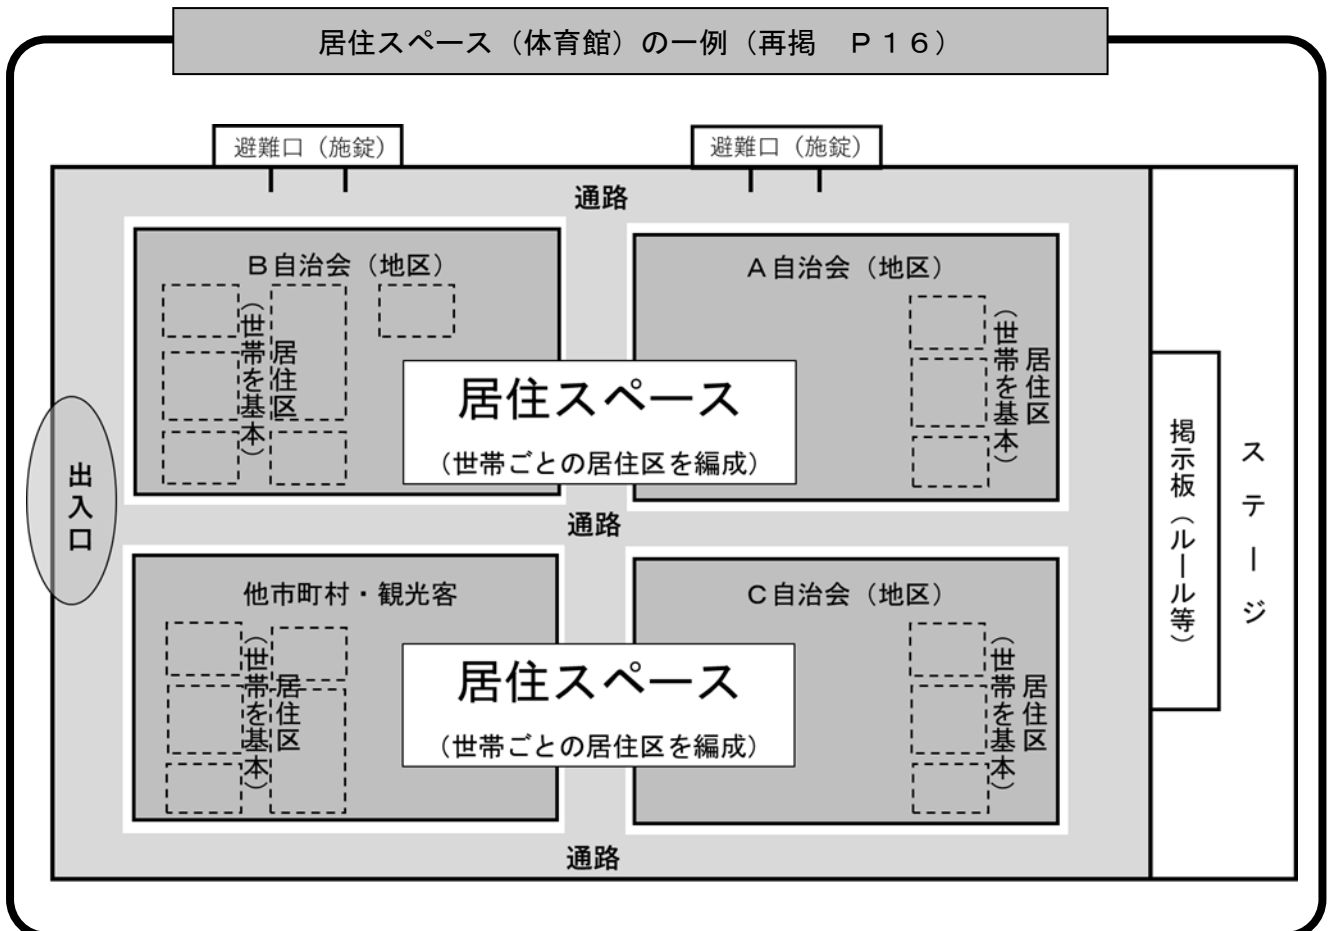 居住スペース（体育館）の一例（再掲　Ｐ１６）
避難口（施錠）
避難口（施錠）
通路
Ｂ自治会（地区）
居住区
（世帯を基本）
Ａ自治会（地区）
居住区
（世帯を基本）
居住スペース
（世帯ごとの居住区を編成）
出入口
通路
掲示板（ルール等）
ステージ
他市町村・観光客
居住区
（世帯を基本）
Ｃ自治会（地区）
居住区
（世帯を基本）
居住スペース
（世帯ごとの居住区を編成）
通路